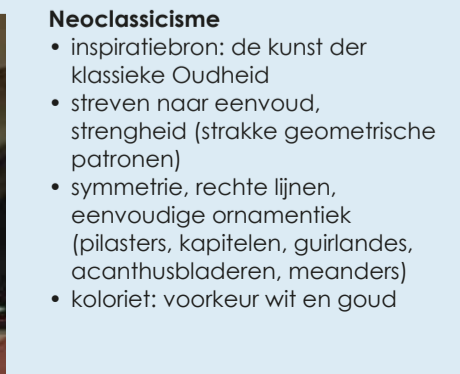 Neoclassicisme
• inspiratiebron: de kunst der
klassieke Oudheid
• streven naar eenvoud,
strengheid (strakke geometrische
patronen)
• symmetrie, rechte lijnen,
eenvoudige ornamentiek
(pilasters, kapitelen, guirlandes,
acanthusbladeren, meanders)
• koloriet: voorkeur wit en goud